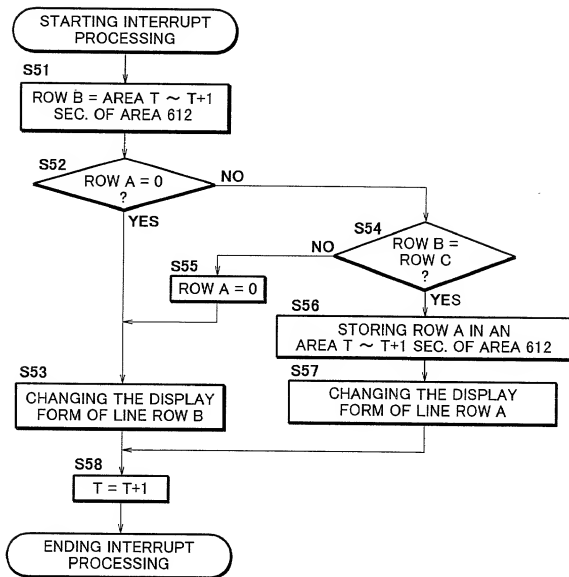 STARTING INTERRUPT
PROCESSING
S51
ROW B = AREA T ~ T+1
SEC. OF AREA 612
S52
ROW A = 0
?
NO
YES
S54
ROW B =
ROW C
?
NO
YES
S55
ROW A = 0
S56
STORING ROW A IN AN
AREA T ~ T+1 SEC. OF AREA 612
S53
CHANGING THE DISPLAY
FORM OF LINE ROW B
S57
CHANGING THE DISPLAY
FORM OF LINE ROW A
S58
T = T+1
ENDING INTERRUPT
PROCESSING